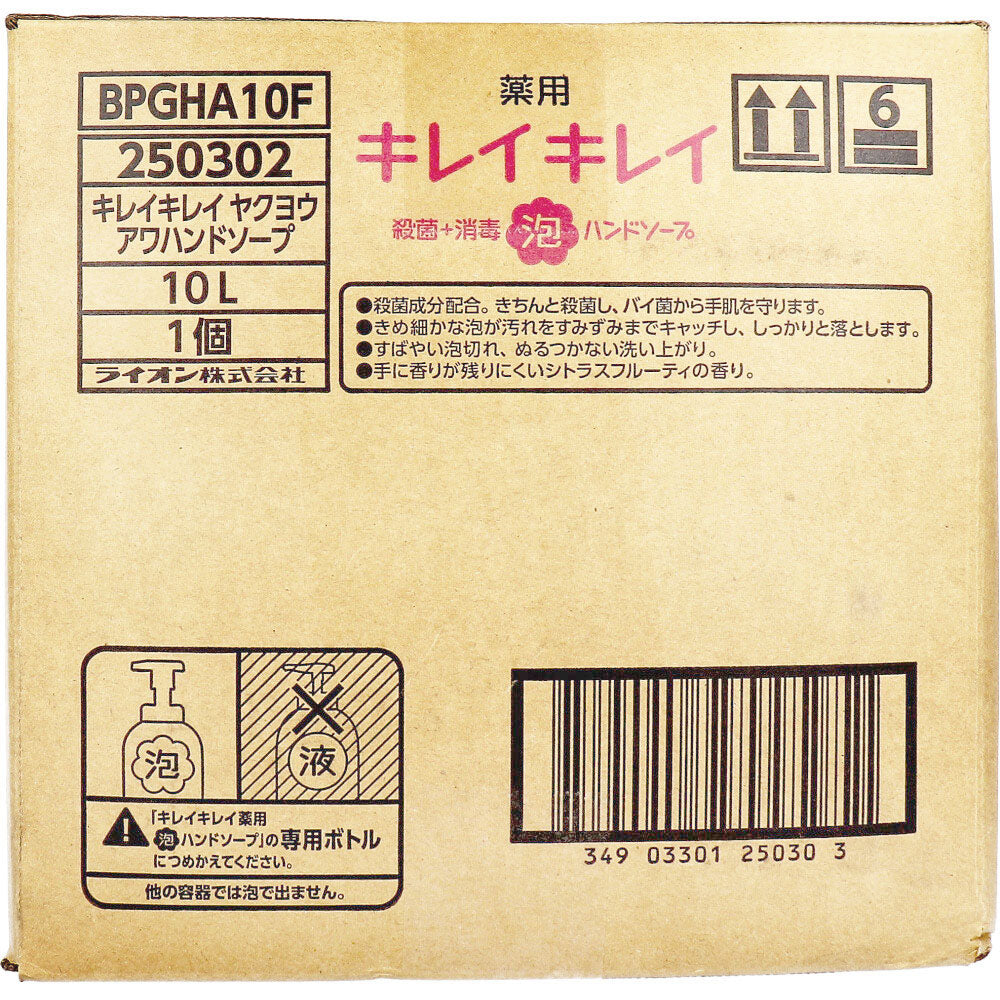 BPGHA10F
250302
キレイキレイ ヤクヨウ
アワハンドソープ
10L
1個
ライオン株式会社
薬用
キレイキレイ
殺菌+消毒 泡 ハンドソープ
6
●殺菌成分配合。きちんと殺菌し、バイ菌から手肌を守ります。
●きめ細かな泡が汚れをすみずみまでキャッチし、しっかりと落とします。
●すばやい泡切れ、ぬるつかない洗い上がり。
●手に香りが残りにくいシトラスフルーティの香り。
泡
液
「キレイキレイ薬用
泡ハンドソープ」の専用ボトル
につめかえてください。
他の容器では泡で出ません。
349 03301 25030 3